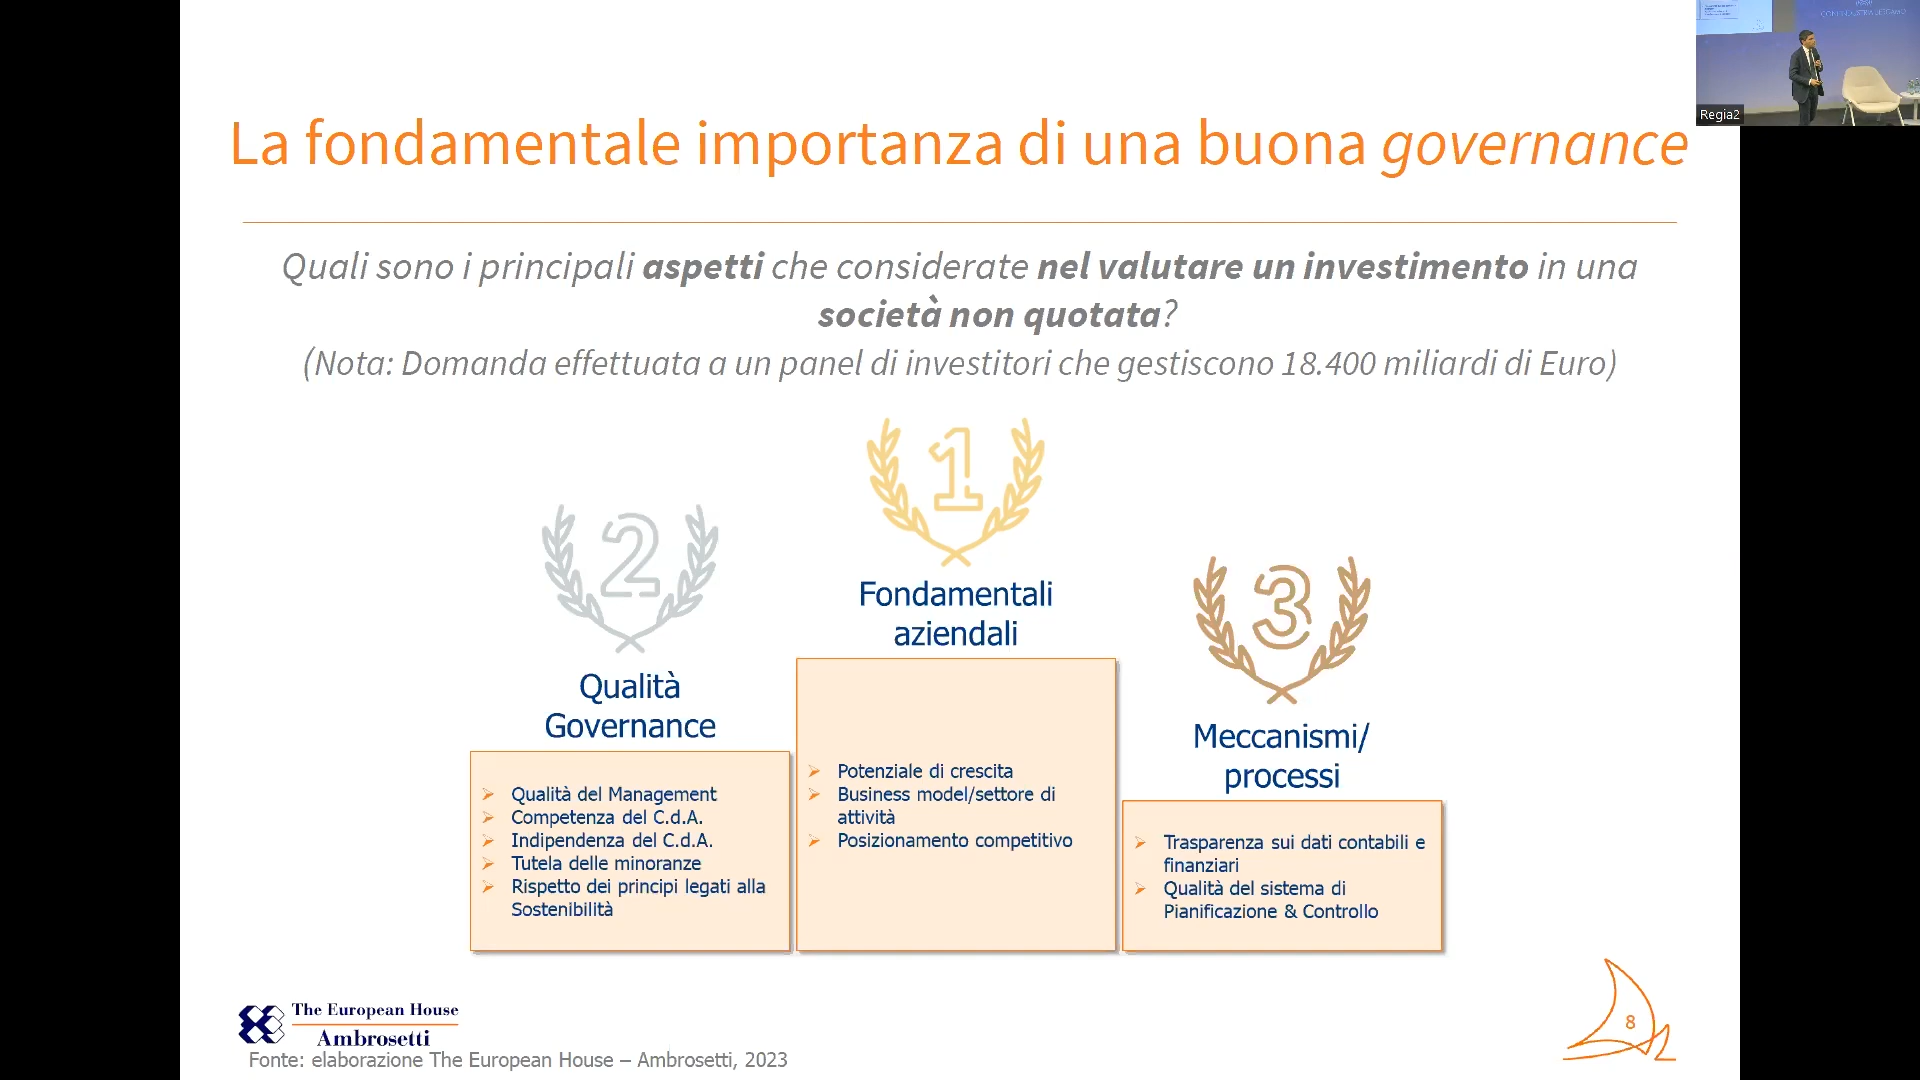 La fondamentale importanza di una buona governance
Quali sono i principali aspetti che considerate nel valutare un investimento in una
società non quotata?
(Nota: Domanda effettuata a un panel di investitori che gestiscono 18.400 miliardi di Euro)
2
Qualità
Governance
Qualità del Management
Competenza del C.d.A.
Indipendenza del C.d.A.
Tutela delle minoranze
Rispetto dei principi legati alla
Sostenibilità
1
Fondamentali
aziendali
Potenziale di crescita
Business model/settore di
attività
Posizionamento competitivo
3
Meccanismi/
processi
Trasparenza sui dati contabili e
finanziari
Qualità del sistema di
Pianificazione & Controllo
The European House
Ambrosetti
Fonte: elaborazione The European House – Ambrosetti, 2023
8
Regia2